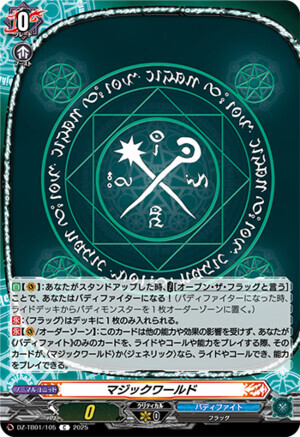 0
グレード
ブースト
自【◎】:あなたがスタンドアップした時、【オープン・ザ・フラッグと言う】
ことで、あなたはバディファイターになる!(バディファイターになった時、
ライドデッキからバディモンスターを1枚オーダーゾーンに置く。)
永:〈フラッグ〉はデッキに1枚のみ入れられる。
永【◎/オーダーゾーン】:このカードは他の能力や効果の影響を受けず、あなたが
《バディファイト》のみのカードを、ライドやコールや能力をプレイする際、その
カードが、〈マジックワールド〉か〈ジェネリック〉なら、ライドやコールでき、能力
をプレイできる。
ノーマルユニット
マジックワールド
パワー
0
クリティカル
0
バディファイト
フラッグ
DZ-TB01/105 C 2025